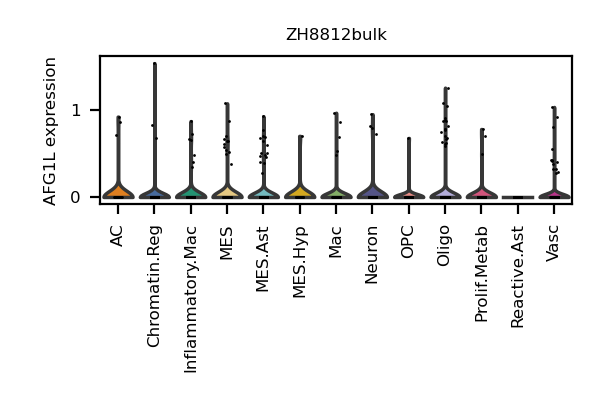 ZH8812bulk
AFG1L expression
1
0
AC
Chromatin.Reg
Inflammatory.Mac
MES
MES.Ast
MES.Hyp
Mac
Neuron
OPC
Oligo
Prolif.Metab
Reactive.Ast
Vasc